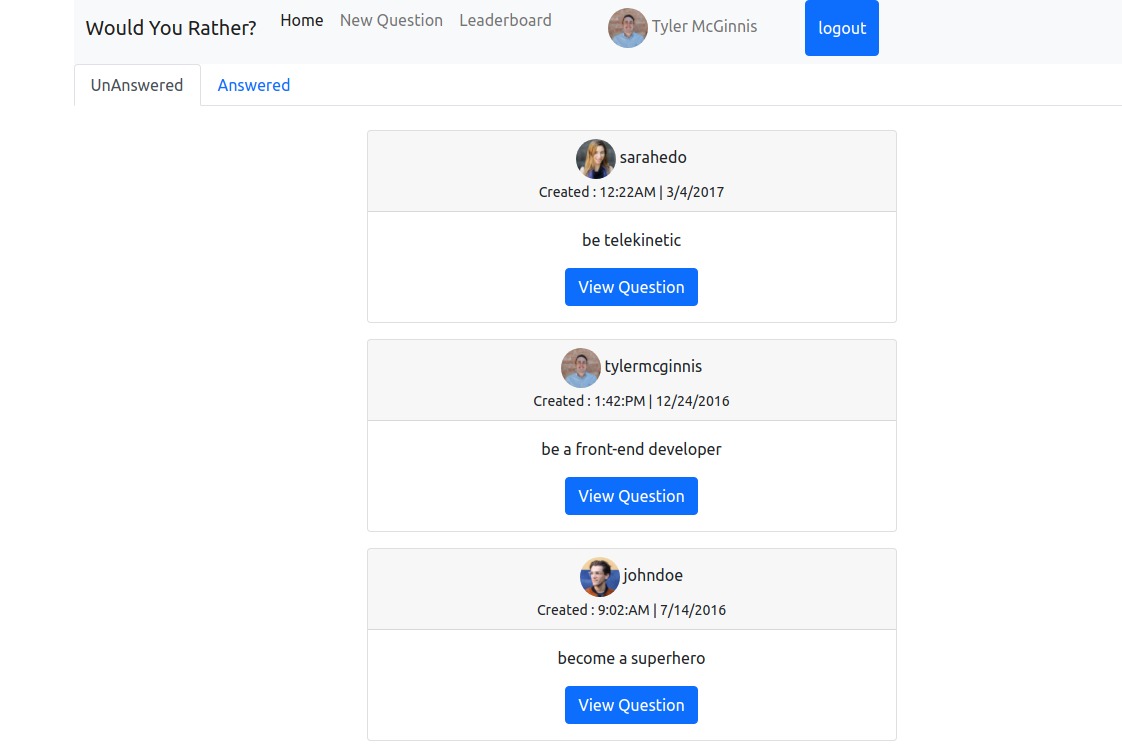 Would You Rather? Home New Question Leaderboard Tyler McGinnis logout
UnAnswered Answered
sarahedo
Created : 12:22AM | 3/4/2017
be telekinetic
View Question
tylermcginnis
Created : 1:42:PM | 12/24/2016
be a front-end developer
View Question
johndoe
Created : 9:02:AM | 7/14/2016
become a superhero
View Question